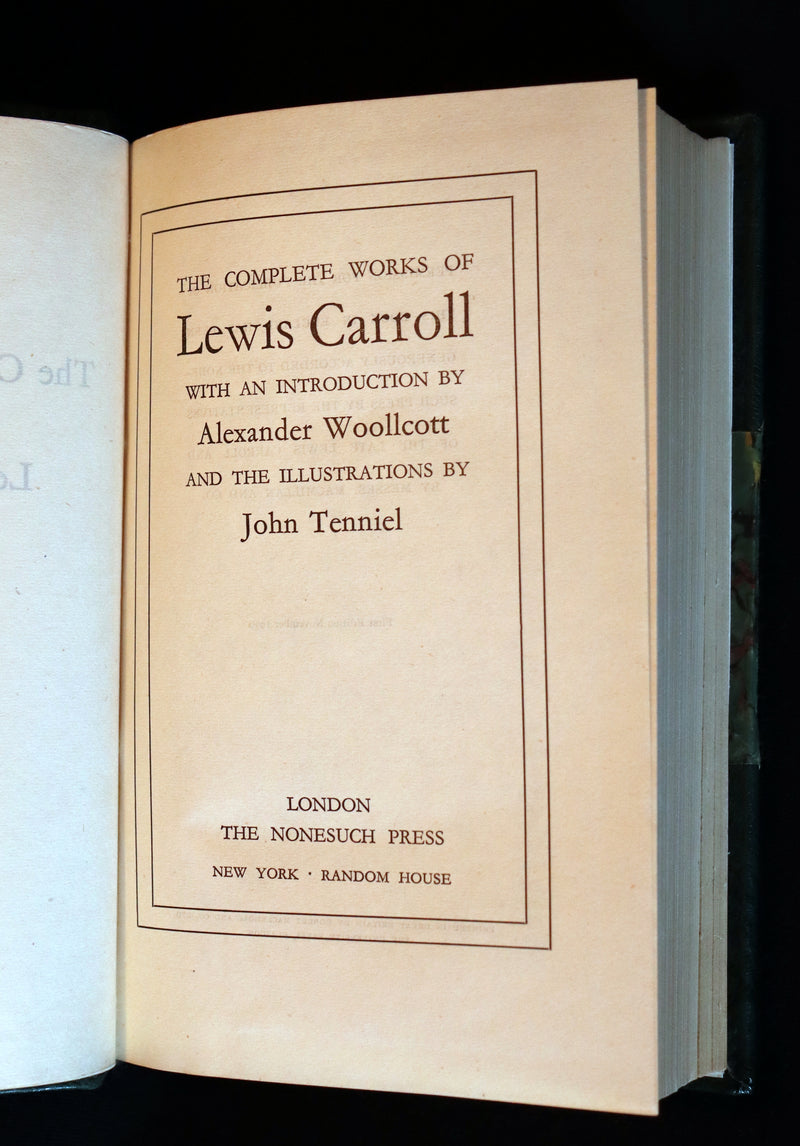 THE COMPLETE WORKS OF
Lewis Carroll
WITH AN INTRODUCTION BY
Alexander Woollcott
AND THE ILLUSTRATIONS BY
John Tenniel
LONDON
THE NONESUCH PRESS
NEW YORK · RANDOM HOUSE